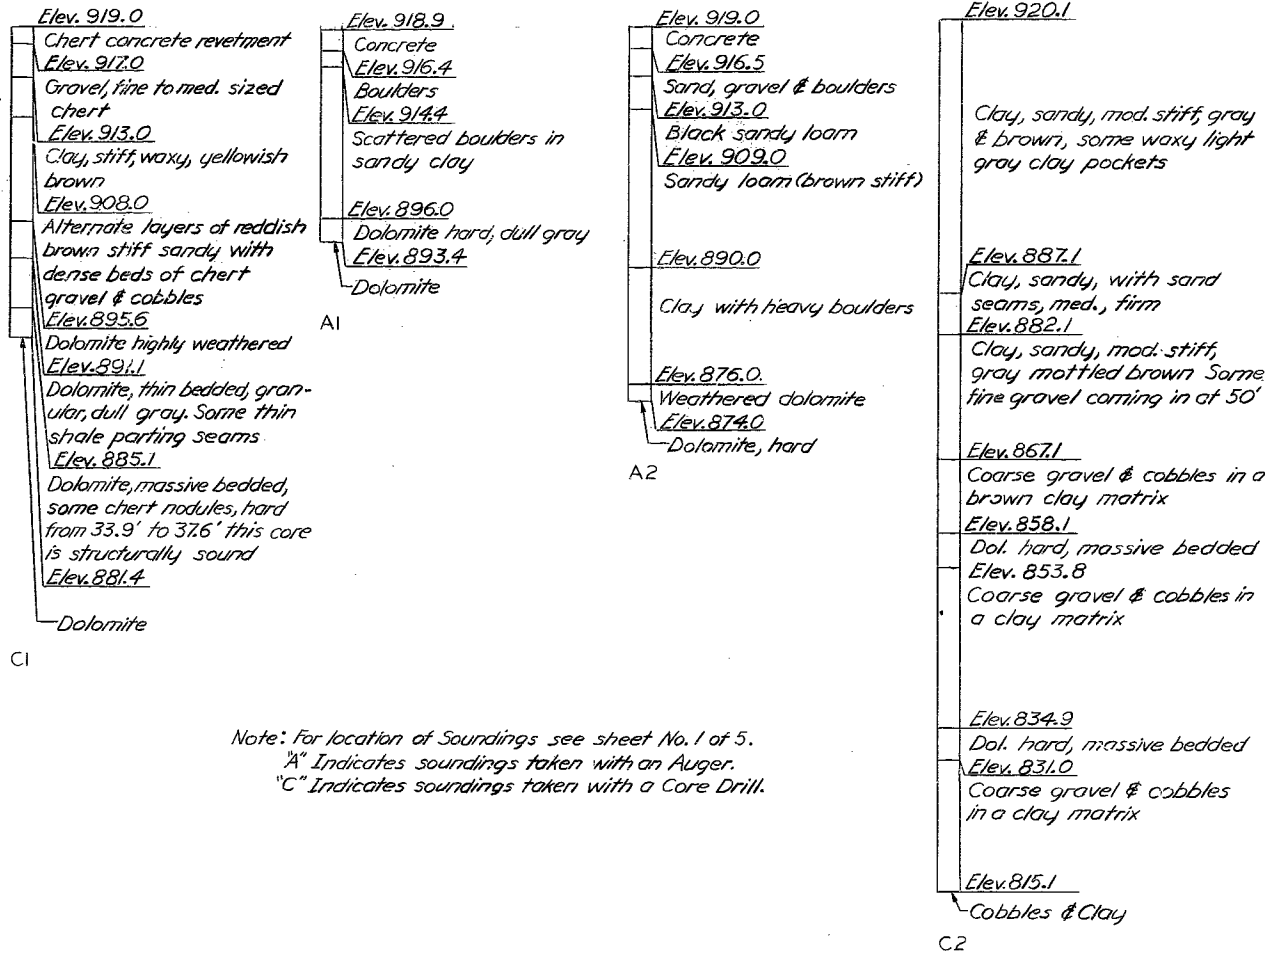 Elev. 919.0
Chert concrete revetment
Elev. 917.0
Gravel, fine to med. sized
chert
Elev. 913.0
Clay, stiff, waxy, yellowish
brown
Elev. 908.0
Alternate layers of reddish
brown stiff sandy with
dense beds of chert
gravel & cobbles
Elev. 895.6
Dolomite highly weathered
Elev. 891.1
Dolomite, thin bedded, gran-
ular, dull gray. Some thin
shale parting seams
Elev. 885.1
Dolomite, massive bedded,
some chert nodules, hard
from 33.9' to 37.6' this core
is structurally sound
Elev. 881.4
Dolomite
C1
Elev. 918.9
Concrete
Elev. 916.4
Boulders
Elev. 914.4
Scattered boulders in
sandy clay
Elev. 896.0
Dolomite hard, dull gray
Elev. 893.4
Dolomite
A1
Elev. 919.0
Concrete
Elev. 916.5
Sand, gravel & boulders
Elev. 913.0
Black sandy loam
Elev. 909.0
Sandy loam (brown stiff)
Elev. 890.0
Clay with heavy boulders
Elev. 876.0
Weathered dolomite
Elev. 874.0
Dolomite, hard
A2
Elev. 920.1
Clay, sandy, mod. stiff, gray
& brown, some waxy light
gray clay pockets
Elev. 887.1
Clay, sandy, with sand
seams, med., firm
Elev. 882.1
Clay, sandy, mod. stiff,
gray mottled brown Some
fine gravel coming in at 50'
Elev. 867.1
Coarse gravel & cobbles in a
brown clay matrix
Elev. 858.1
Dol. hard, massive bedded
Elev. 853.8
Coarse gravel & cobbles in
a clay matrix
Elev. 834.9
Dol. hard, massive bedded
Elev. 831.0
Coarse gravel & cobbles
in a clay matrix
Elev. 815.1
Cobbles & Clay
C2
Note: For location of Soundings see sheet No. 1 of 5.
"A" Indicates soundings taken with an Auger.
"C" Indicates soundings taken with a Core Drill.